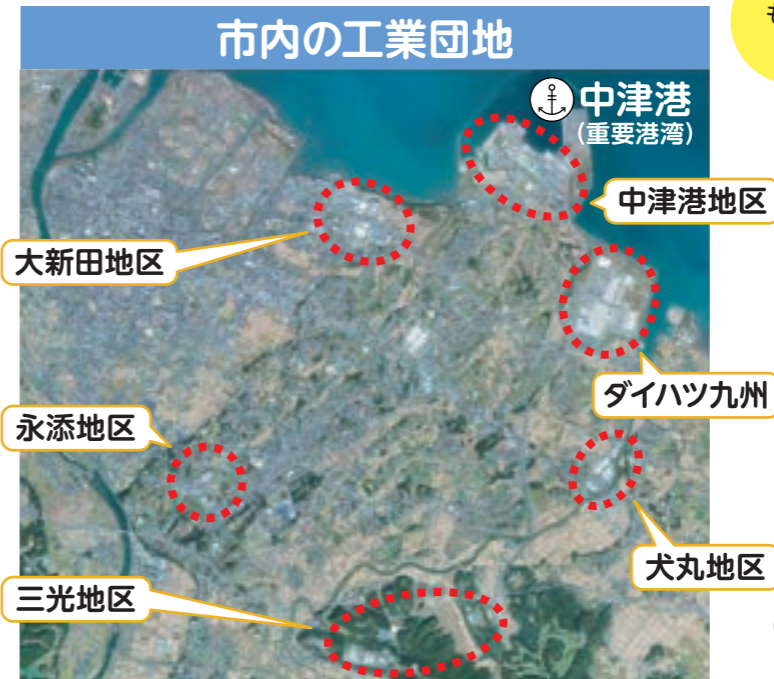 市内の工業団地
中津港
(重要港湾)
中津港地区
大新田地区
ダイハツ九州
永添地区
犬丸地区
三光地区